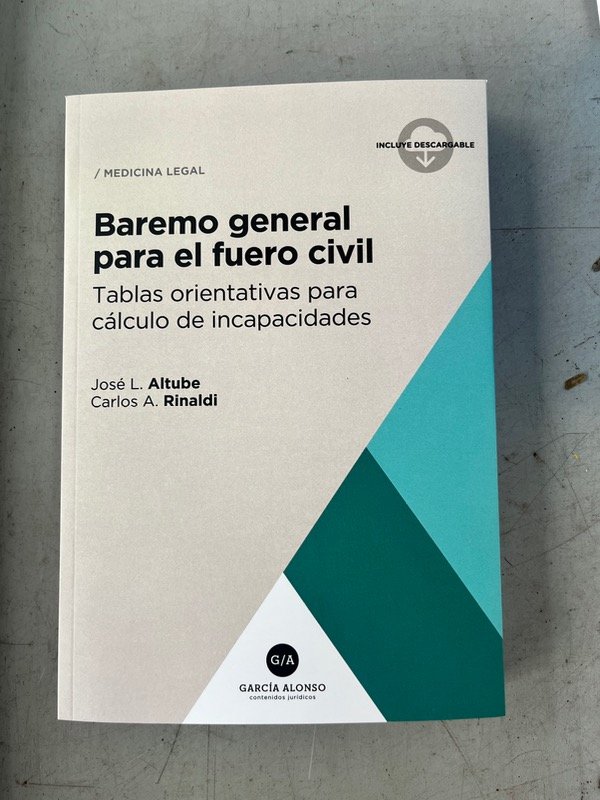 INCLUYE DESCARGABLE
/ MEDICINA LEGAL
Baremo general
para el fuero civil
Tablas orientativas para
cálculo de incapacidades
José L. Altube
Carlos A. Rinaldi
G/A
GARCÍA ALONSO
contenidos jurídicos